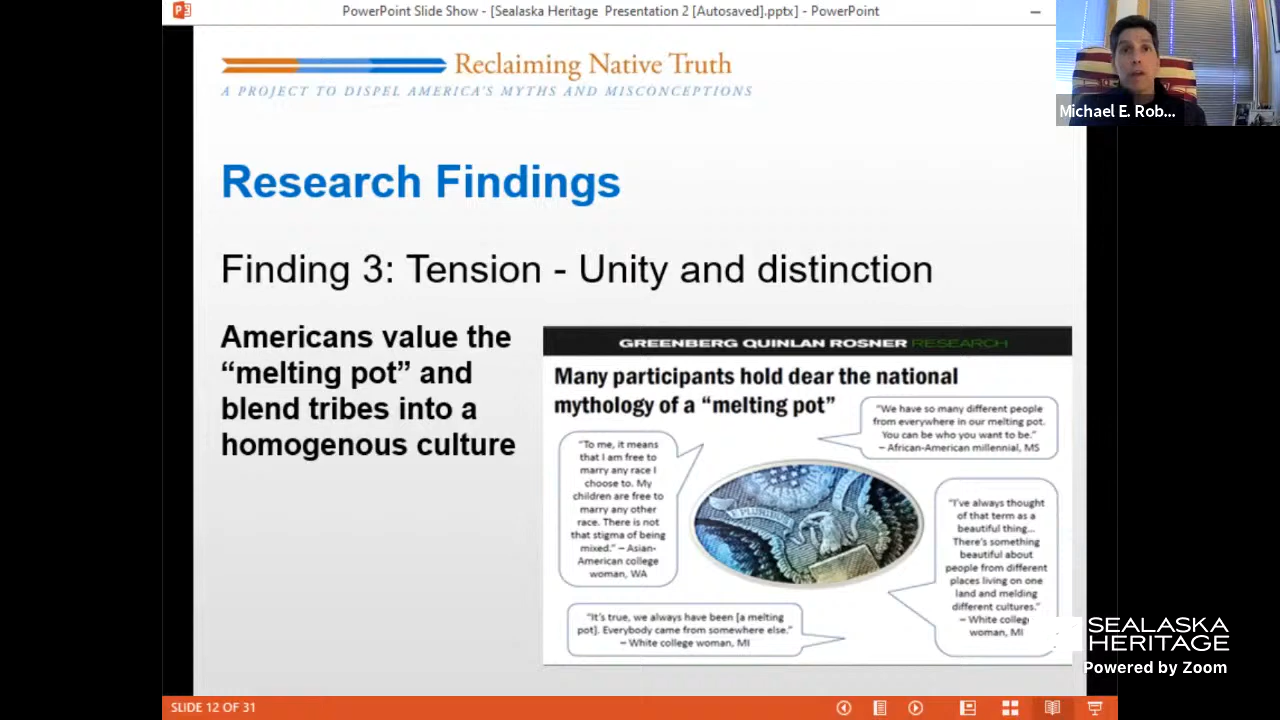 PowerPoint Slide Show - [Sealaska Heritage Presentation 2 [Autosaved].pptx] - PowerPoint
Michael E. Rob...
Reclaiming Native Truth
A PROJECT TO DISPEL AMERICA'S MYTHS AND MISCONCEPTIONS
Research Findings
Finding 3: Tension - Unity and distinction
Americans value the
“melting pot” and
blend tribes into a
homogenous culture
GREENBERG QUINLAN ROSNER RESEARCH
Many participants hold dear the national
mythology of a “melting pot”
“We have so many different people
from everywhere in our melting pot.
You can be who you want to be.”
– African-American millennial, MS
“To me, it means
that I am free to
marry any race I
choose to. My
children are free to
marry any other
race. There is not
that stigma of being
mixed.” – Asian-
American college
woman, WA
E PLURIBUS
“I've always thought
of that term as a
beautiful thing...
There's something
beautiful about
people from different
places living on one
land and melding
different cultures.”
– White colleg
woman, MI
“It's true, we always have been [a melting
pot]. Everybody came from somewhere else.”
– White college woman, MI
SEALASKA
HERITAGE
Powered by Zoom
SLIDE 12 OF 31